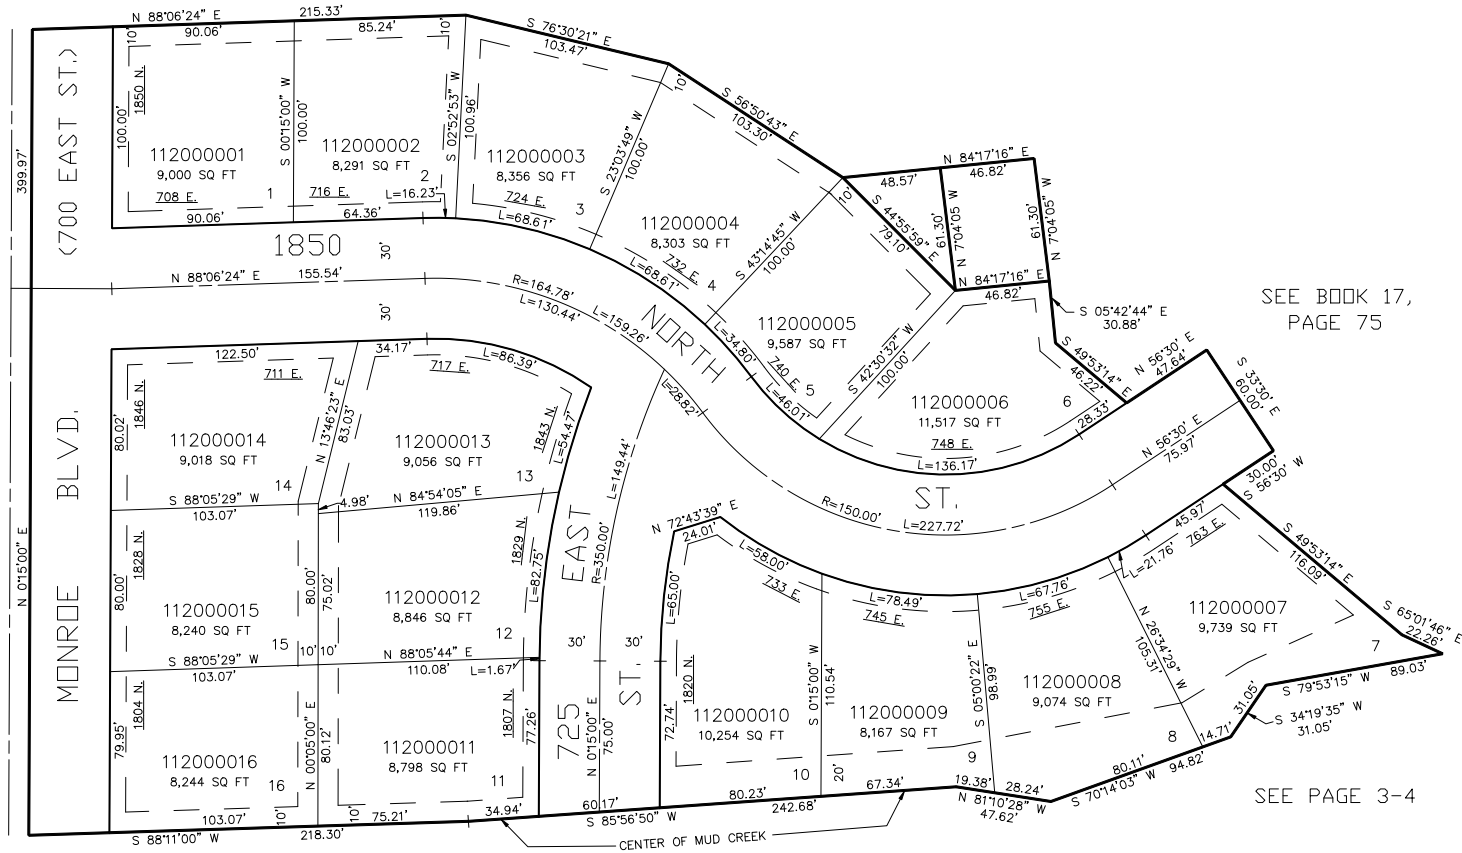 N 88°06'24" E 215.33'
90.06' 85.24'
10' 10'
S 76°30'21" E
103.47'
10'
S 56°50'43" E
103.30'
(700 EAST ST.)
399.97'
1850 N.
100.00'
112000001
9,000 SQ FT
708 E. 1
90.06'
S 00°15'00" W
100.00'
112000002
8,291 SQ FT
716 E. 2
L=16.23'
64.36'
S 02°52'53" W
100.96'
112000003
8,356 SQ FT
724 E. 3
L=68.61'
S 23°03'49" W
100.00'
112000004
8,303 SQ FT
732 E. 4
L=68.61'
S 43°14'45" W
100.00'
10'
48.57'
N 84°17'16" E
46.82'
61.30'
N 7°04'05" W
61.30'
N 7°04'05" W
S 44°55'59" E
79.10'
N 84°17'16" E
46.82'
112000005
9,587 SQ FT
740 E. 5
L=34.80'
L=46.01'
S 42°30'32" W
100.00'
S 05°42'44" E
30.88'
S 49°53'14" E
46.22'
112000006
11,517 SQ FT
6
748 E.
28.33'
L=136.17'
N 56°30' E
47.64'
S 33°30' E
60.00'
SEE BOOK 17,
PAGE 75
1850
NORTH
ST.
30'
N 88°06'24" E 155.54'
30'
R=164.78'
L=130.44'
L=159.26'
L=28.82'
R=150.00'
L=227.72'
N 56°30' E
75.97'
30.00'
S 56°30' W
MONROE BLVD.
N 0°15'00" E
122.50'
711 E.
1846 N.
80.02'
112000014
9,018 SQ FT
14
S 88°05'29" W
103.07'
N 13°46'23" E
83.03'
34.17'
717 E.
L=86.39'
1843 N.
L=54.47'
112000013
9,056 SQ FT
13
4.98'
N 84°54'05" E
119.86'
1828 N.
80.00'
112000015
8,240 SQ FT
15
80.00'
75.02'
10' 10'
S 88°05'29" W
103.07'
1829 N.
L=82.75'
112000012
8,846 SQ FT
12
N 88°05'44" E
110.08' L=1.67'
1804 N.
79.95'
112000016
8,244 SQ FT
16
103.07'
10'
N 00°05'00" E
80.12'
1807 N.
77.26'
112000011
8,798 SQ FT
11
10'
75.21'
34.94'
S 88°11'00" W 218.30'
725 EAST ST.
L=149.44'
R=350.00'
30' 30'
N 0°15'00" E
75.00'
60.17'
S 85°56'50" W 242.68'
CENTER OF MUD CREEK
N 72°43'39" E
24.01'
L=58.00'
733 E.
L=65.00'
1820 N.
72.74'
112000010
10,254 SQ FT
10
80.23'
S 0°15'00" W
110.54'
20'
L=78.49'
745 E.
112000009
8,167 SQ FT
9
67.34'
19.38'
S 05°00'22" E
98.99'
L=67.76'
755 E.
112000008
9,074 SQ FT
8
28.24'
N 81°10'28" W
47.62'
80.11'
S 70°14'03" W 94.82'
14.71'
N 26°34'29" W
105.31'
L=21.76'
45.97'
763 E.
112000007
9,739 SQ FT
7
S 49°53'14" E
116.09'
S 65°01'46" E
22.26'
S 79°53'15" W 89.03'
31.05'
S 34°19'35" W
31.05'
SEE PAGE 3-4